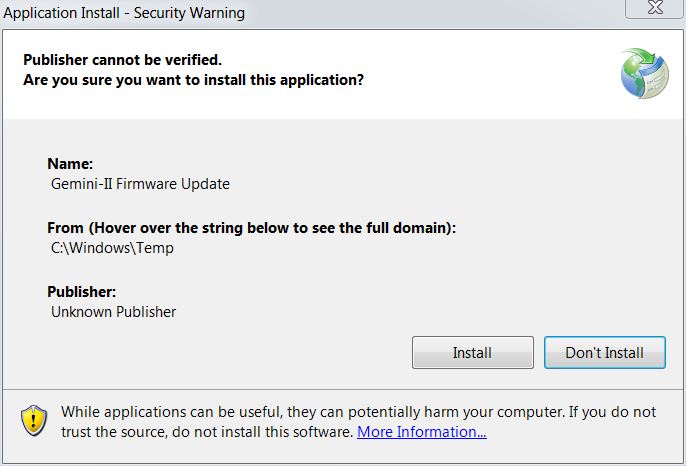 Application Install - Security Warning
Publisher cannot be verified.
Are you sure you want to install this application?
Name:
Gemini-II Firmware Update
From (Hover over the string below to see the full domain):
C:\Windows\Temp
Publisher:
Unknown Publisher
Install
Don't Install
While applications can be useful, they can potentially harm your computer. If you do not
trust the source, do not install this software. More Information...